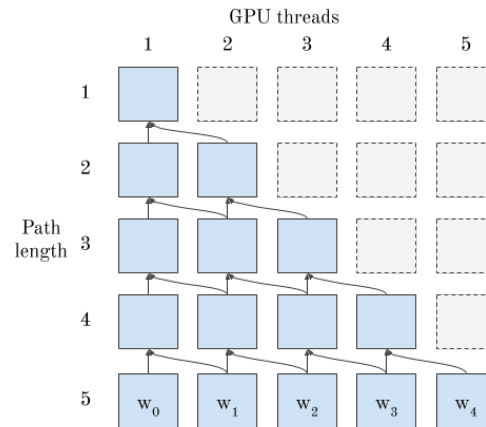 GPU threads
1 2 3 4 5
1
2
Path
length
3
4
5
w₀ w₁ w₂ w₃ w₄